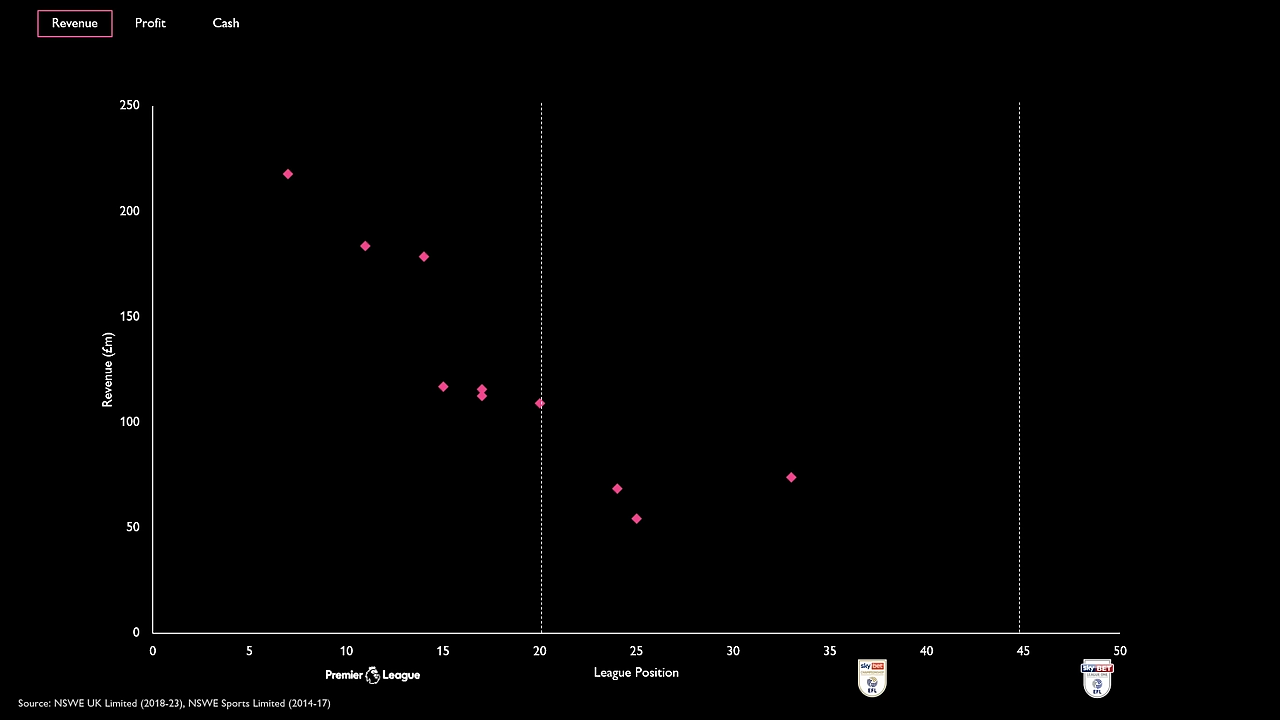 Revenue Profit Cash
250
200
150
100
50
0
Revenue (£m)
0 5 10 15 20 25 30 35 40 45 50
Premier League
League Position
sky bet
EFL
sky BET
EFL
Source: NSWE UK Limited (2018-23), NSWE Sports Limited (2014-17)